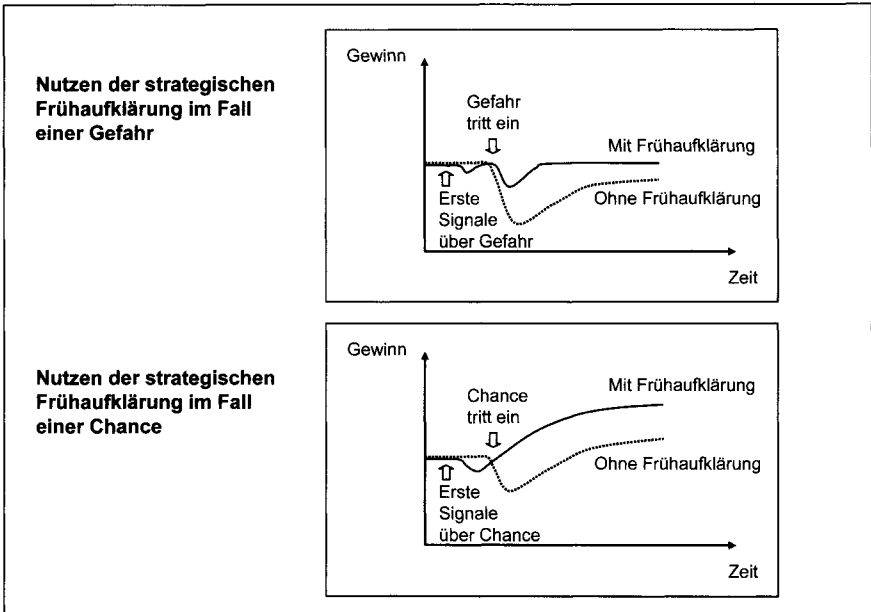 Nutzen der strategischen
Frühaufklärung im Fall
einer Gefahr
Gewinn
Gefahr
tritt ein
Mit Frühaufklärung
Erste
Signale
über Gefahr
Ohne Frühaufklärung
Zeit
Nutzen der strategischen
Frühaufklärung im Fall
einer Chance
Gewinn
Chance
tritt ein
Mit Frühaufklärung
Erste
Signale
über Chance
Ohne Frühaufklärung
Zeit